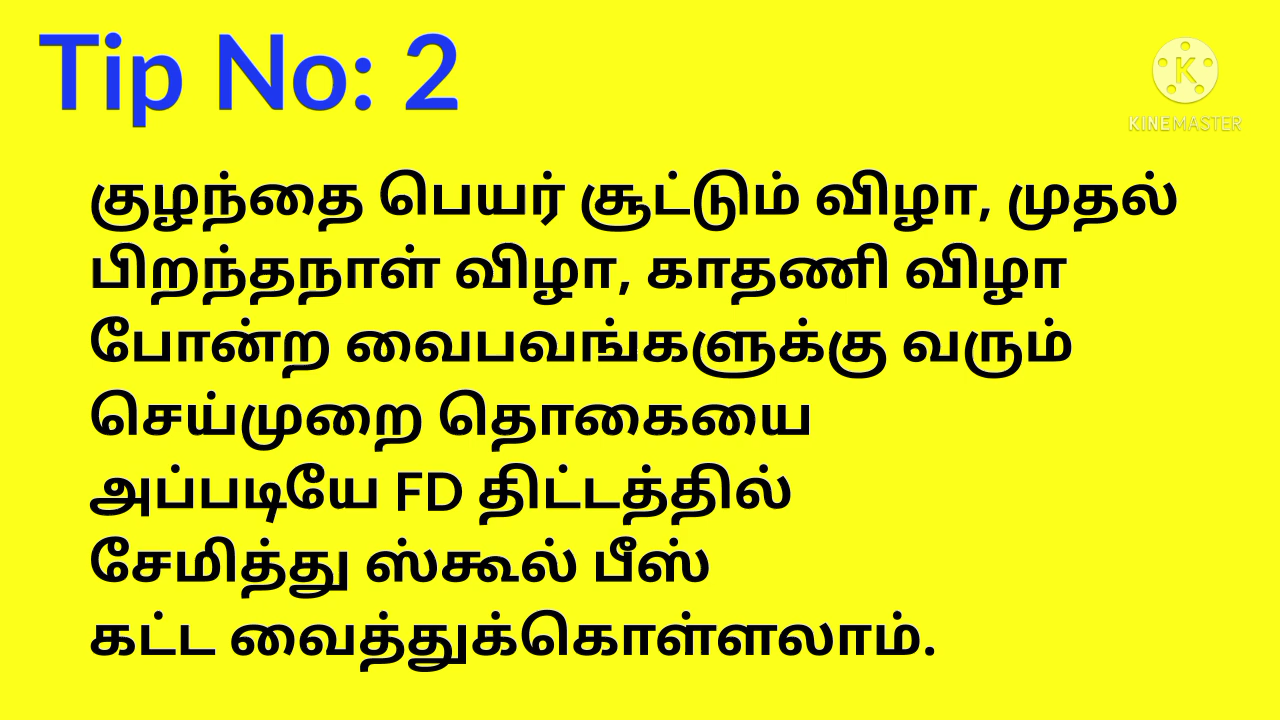 Tip No: 2
KINEMASTER
குழந்தை பெயர் சூட்டும் விழா, முதல்
பிறந்தநாள் விழா, காதணி விழா
போன்ற வைபவங்களுக்கு வரும்
செய்முறை தொகையை
அப்படியே FD திட்டத்தில்
சேமித்து ஸ்கூல் பீஸ்
கட்ட வைத்துக்கொள்ளலாம்.